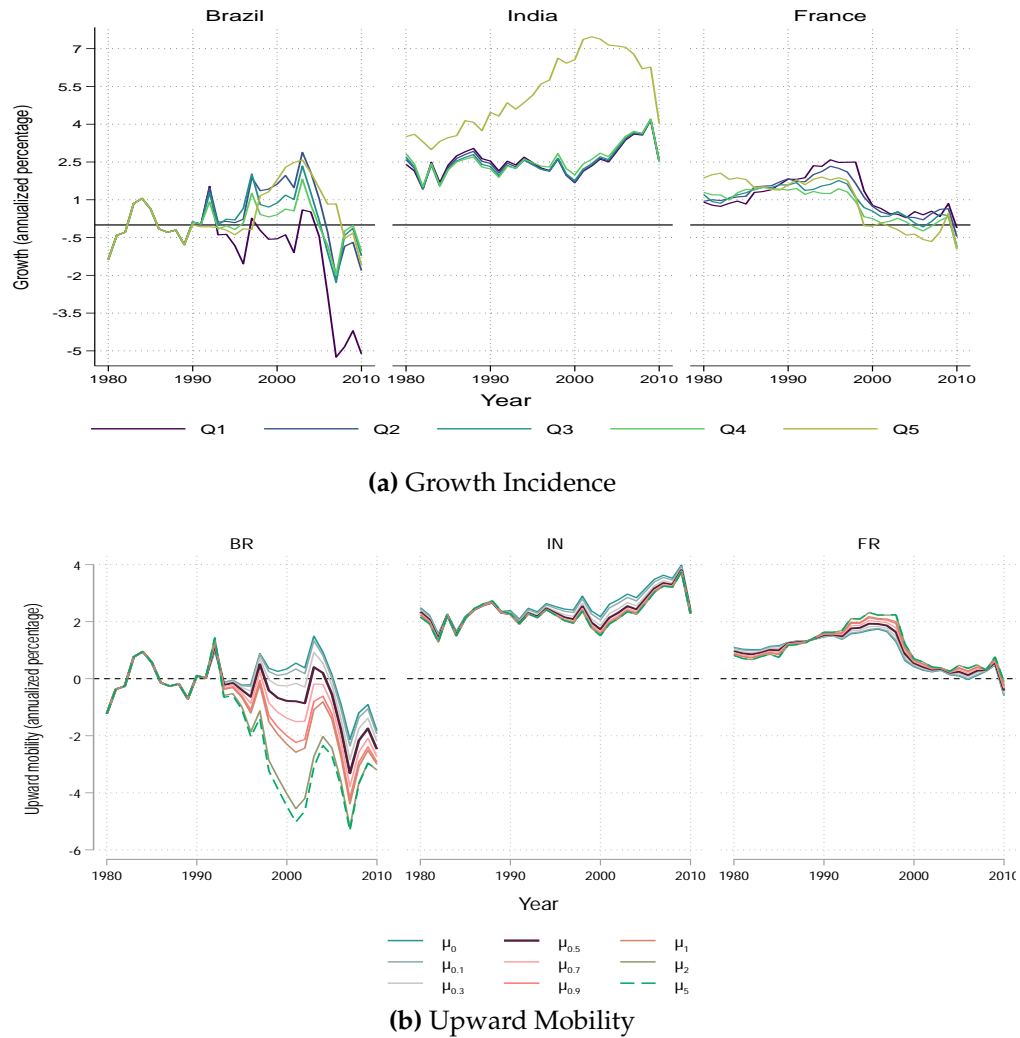 Brazil India France
Growth (annualized percentage)
7
5.5
4
2.5
1
-.5
-2
-3.5
-5
1980 1990 2000 2010 1980 1990 2000 2010 1980 1990 2000 2010
Year
Q1 Q2 Q3 Q4 Q5
(a) Growth Incidence
BR IN FR
Upward mobility (annualized percentage)
4
2
0
-2
-4
-6
1980 1990 2000 2010 1980 1990 2000 2010 1980 1990 2000 2010
Year
μ0 μ0.5 μ1
μ0.1 μ0.7 μ2
μ0.3 μ0.9 μ5
(b) Upward Mobility